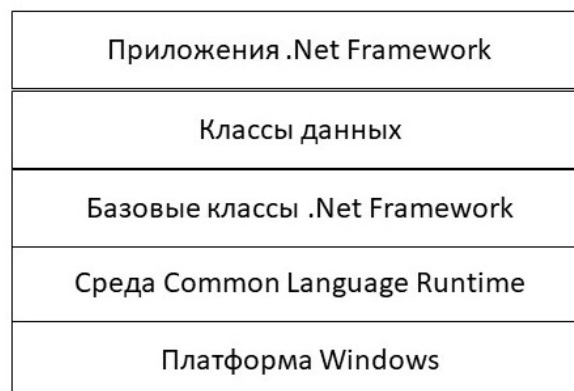 Приложения .Net Framework
Классы данных
Базовые классы .Net Framework
Среда Common Language Runtime
Платформа Windows